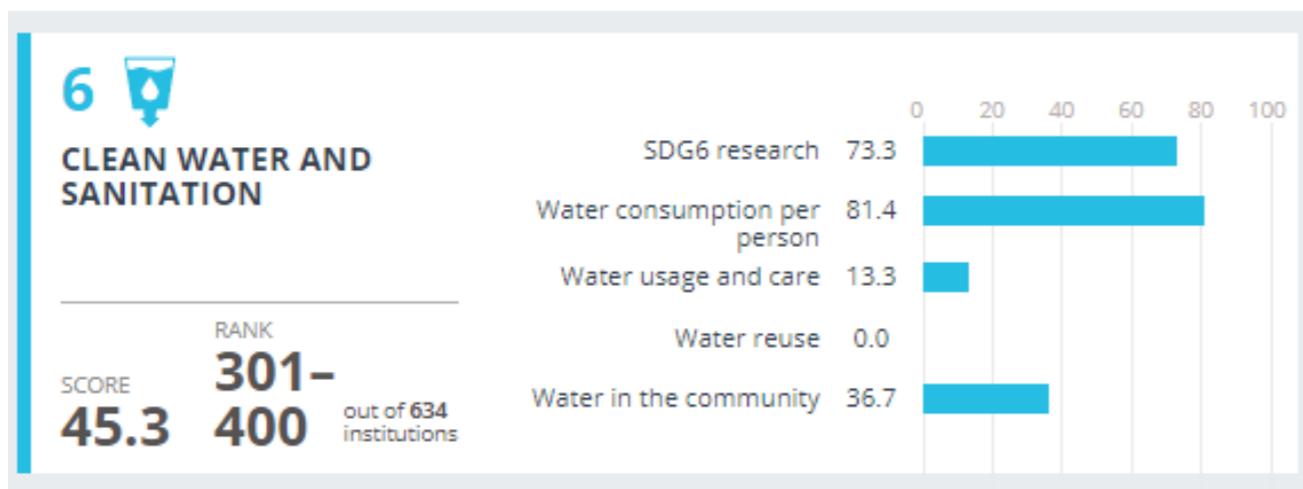 6
CLEAN WATER AND
SANITATION
SCORE
45.3
RANK
301–
400
out of 634
institutions
0 20 40 60 80 100
SDG6 research 73.3
Water consumption per 81.4
person
Water usage and care 13.3
Water reuse 0.0
Water in the community 36.7